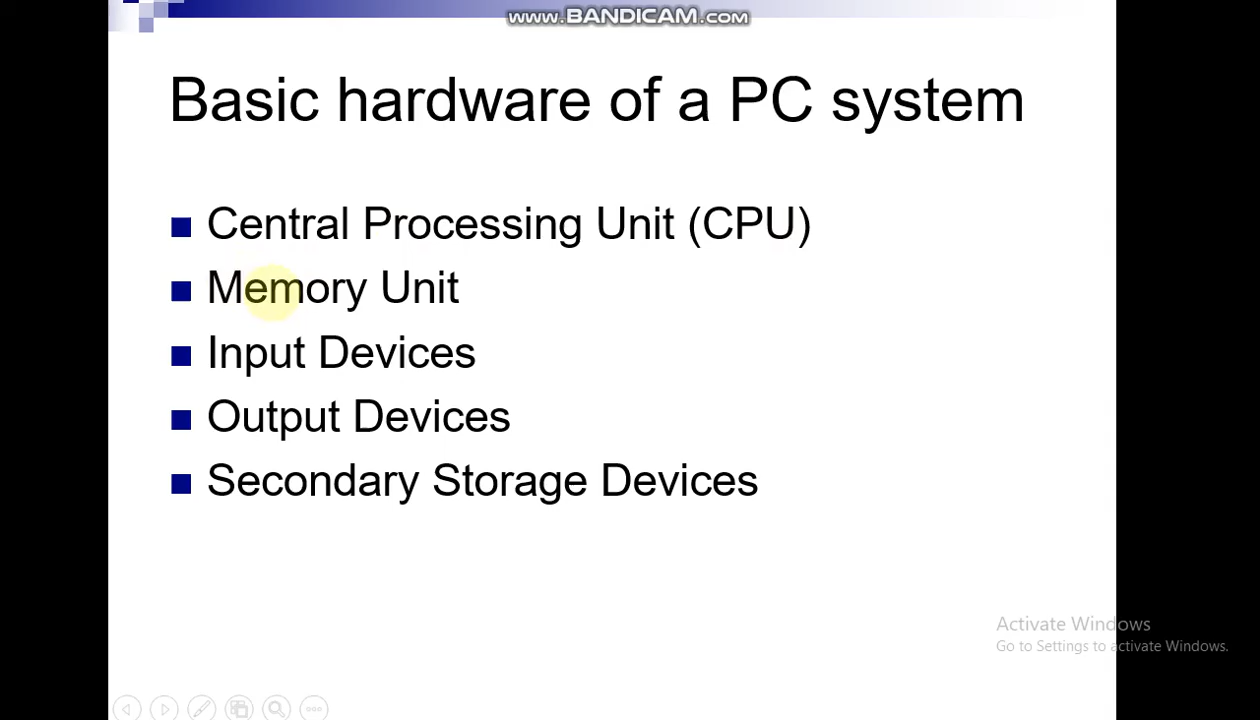 www.BANDICAM.com
Basic hardware of a PC system
Central Processing Unit (CPU)
Memory Unit
Input Devices
Output Devices
Secondary Storage Devices
Activate Windows
Go to Settings to activate Windows.